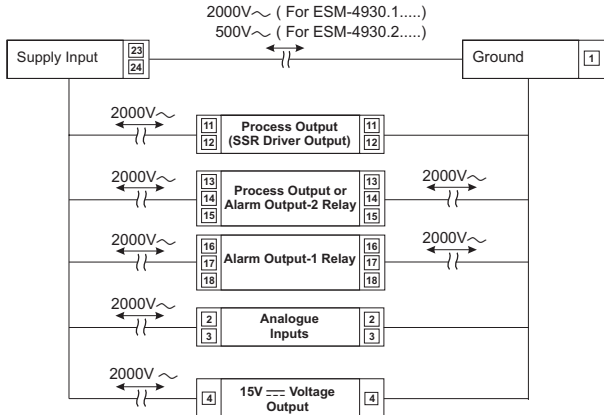 2000V～ ( For ESM-4930.1.....)
500V～ ( For ESM-4930.2.....)
Supply Input 23 24
Ground 1
2000V～
11 12 Process Output 11 12
(SSR Driver Output)
2000V～ 2000V～
13 14 15 Process Output or 13 14 15
Alarm Output-2 Relay
2000V～ 2000V～
16 17 18 Alarm Output-1 Relay 16 17 18
2000V～
2 3 Analogue 2 3
Inputs
2000V ～
4 15V ⎓ Voltage 4
Output